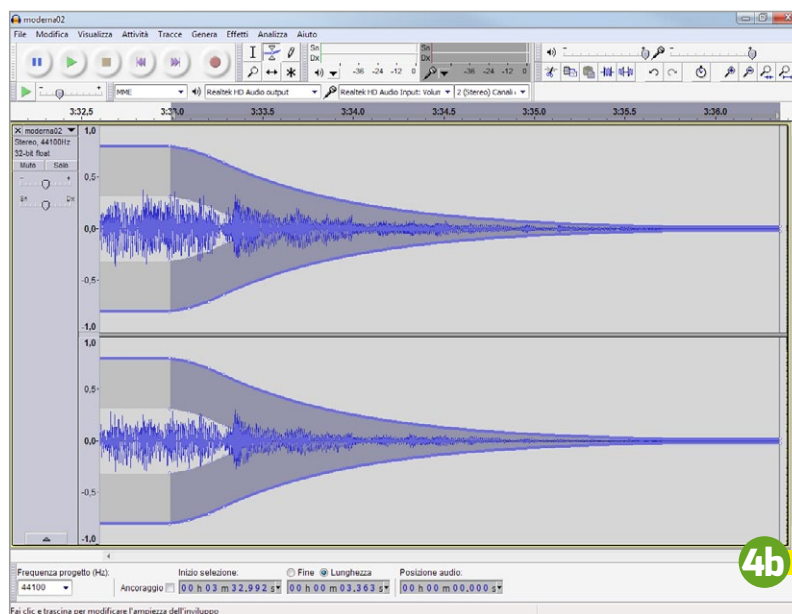 moderna02
File Modifica Visualizza Attività Tracce Genera Effetti Analizza Aiuto
Sn
Dx
-36 -24 -12 0
Sn
Dx
-36 -24 -12 0
MME
Realtek HD Audio output
Realtek HD Audio Input: Volum
2 (Stereo) Canali
3:32,5 3:33,0 3:33,5 3:34,0 3:34,5 3:35,0 3:35,5 3:36,0
moderna02
Stereo, 44100Hz
32-bit float
Muto Solo
- +
Sn Dx
1,0
0,5-
0,0-
-0,5-
-1,0
1,0
0,5-
0,0-
-0,5-
-1,0
4b
Frequenza progetto (Hz):
44100
Ancoraggio
Inizio selezione:
00 h 03 m 32,992 s
Fine Lunghezza
00 h 00 m 03,363 s
Posizione audio:
00 h 00 m 00,000 s
Fai clic e trascina per modificare l'ampiezza dell'inviluppo